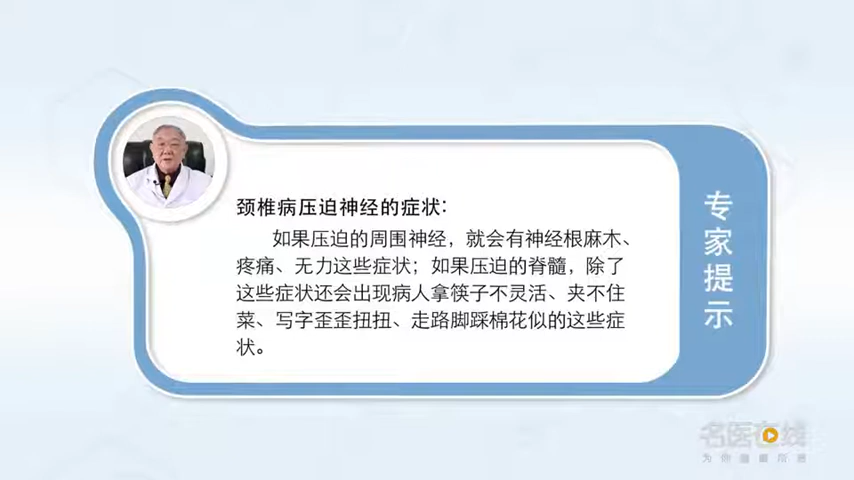 颈椎病压迫神经的症状：
如果压迫的周围神经，就会有神经根麻木、
疼痛、无力这些症状；如果压迫的脊髓，除了
这些症状还会出现病人拿筷子不灵活、夹不住
菜、写字歪歪扭扭、走路脚踩棉花似的这些症
状。
专家提示
名医在线